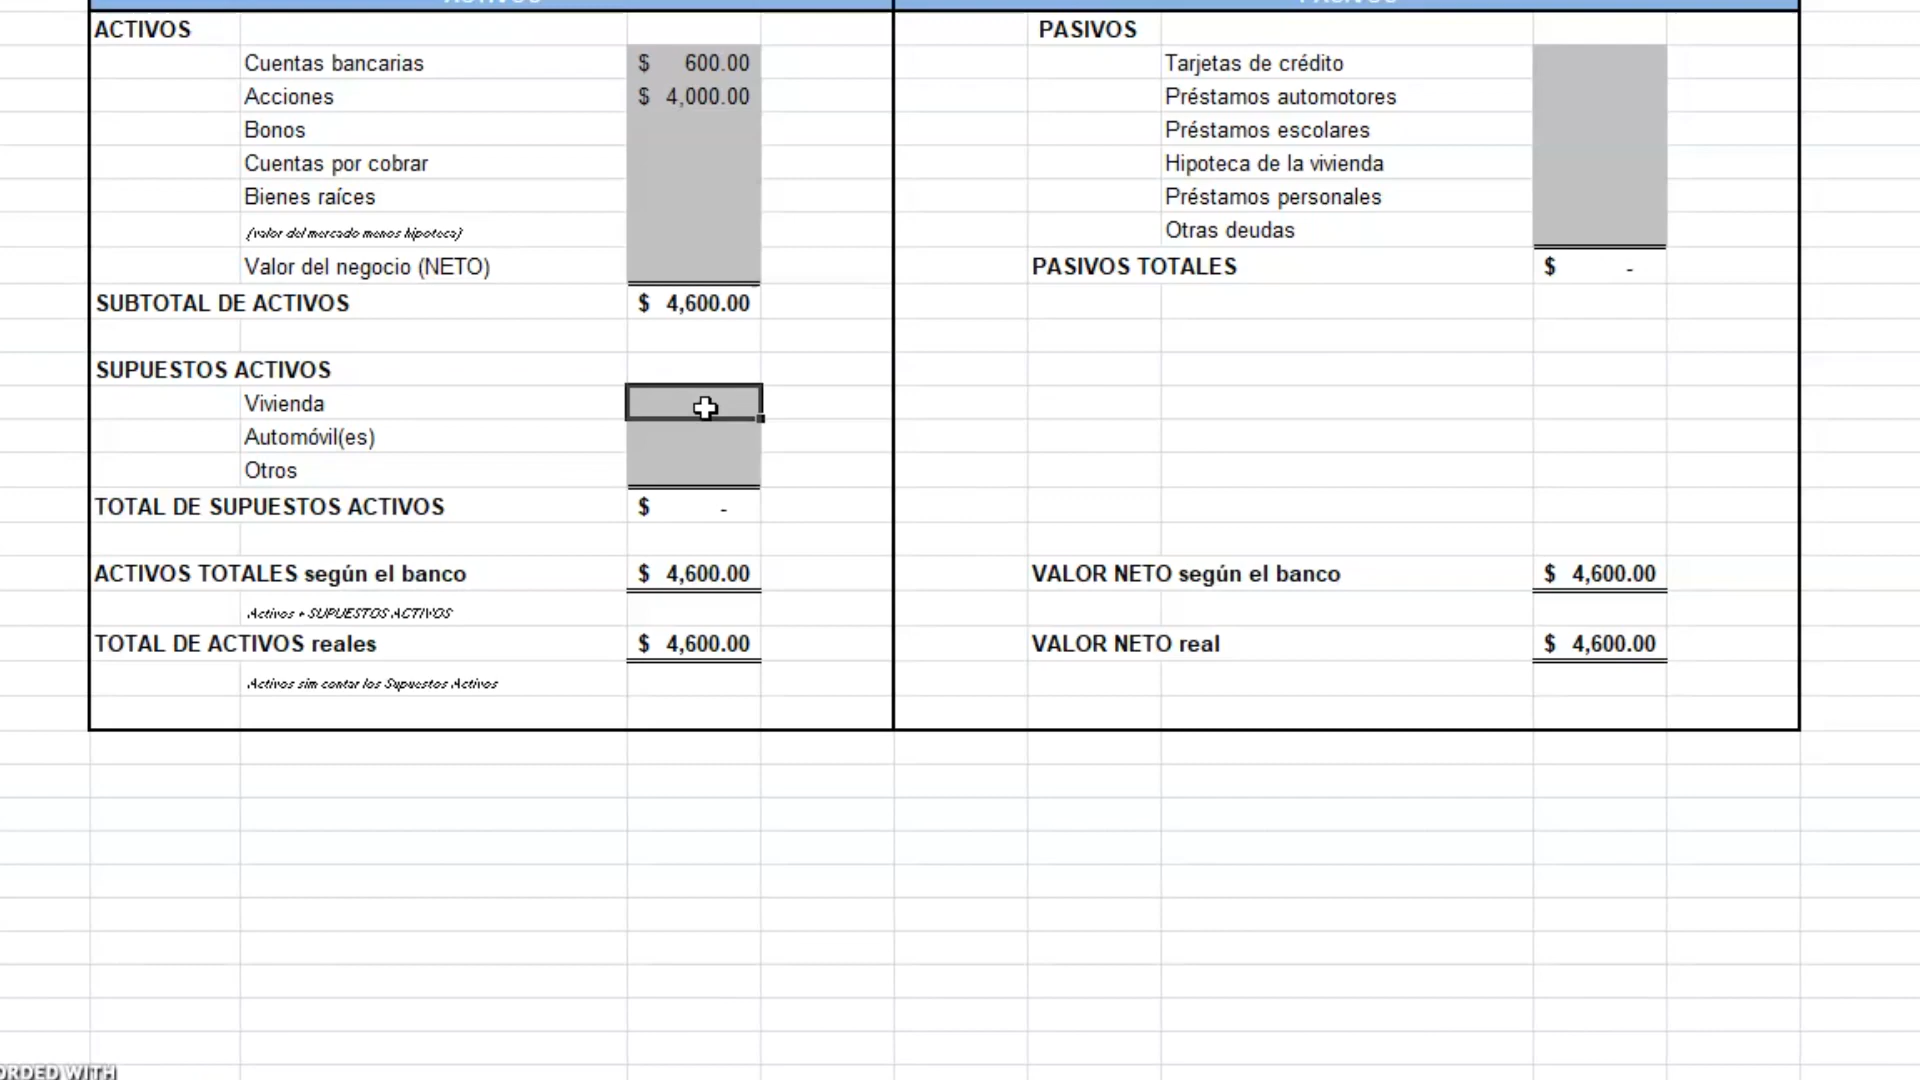 ACTIVOS PASIVOS
ACTIVOS PASIVOS
Cuentas bancarias $ 600.00 Tarjetas de crédito
Acciones $ 4,000.00 Préstamos automotores
Bonos Préstamos escolares
Cuentas por cobrar Hipoteca de la vivienda
Bienes raíces Préstamos personales
(valor del mercado menos hipoteca) Otras deudas
Valor del negocio (NETO) PASIVOS TOTALES $ -
SUBTOTAL DE ACTIVOS $ 4,600.00
SUPUESTOS ACTIVOS
Vivienda
Automóvil(es)
Otros
TOTAL DE SUPUESTOS ACTIVOS $ -
ACTIVOS TOTALES según el banco $ 4,600.00 VALOR NETO según el banco $ 4,600.00
Activos + SUPUESTOS ACTIVOS
TOTAL DE ACTIVOS reales $ 4,600.00 VALOR NETO real $ 4,600.00
Activos sim contar los Supuestos Activos
ORDED WITH